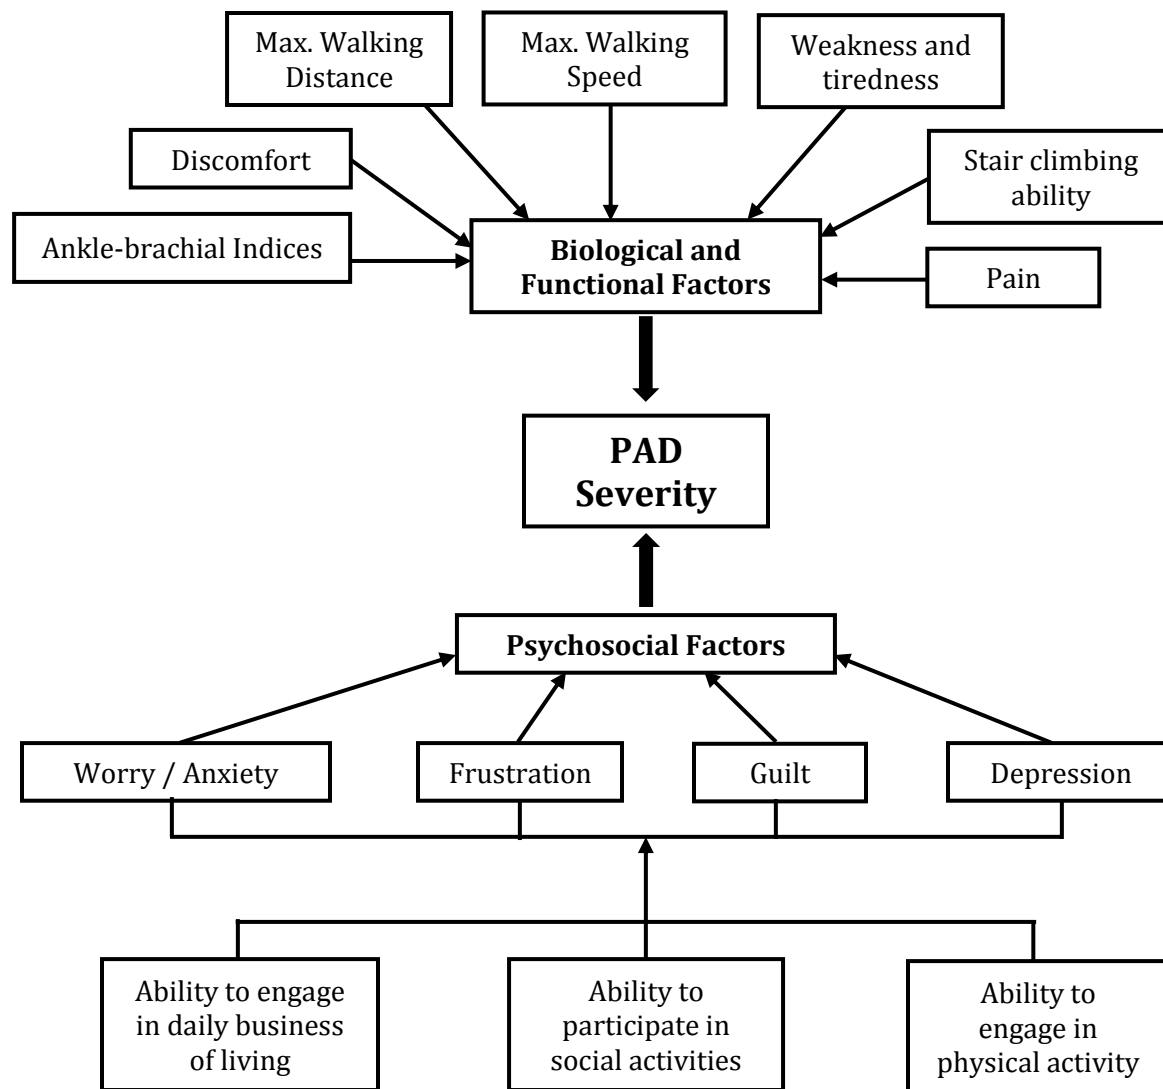 Max. Walking
Distance
Max. Walking
Speed
Weakness and
tiredness
Discomfort
Stair climbing
ability
Ankle-brachial Indices
Biological and
Functional Factors
Pain
PAD
Severity
Psychosocial Factors
Worry / Anxiety
Frustration
Guilt
Depression
Ability to engage
in daily business
of living
Ability to
participate in
social activities
Ability to
engage in
physical activity